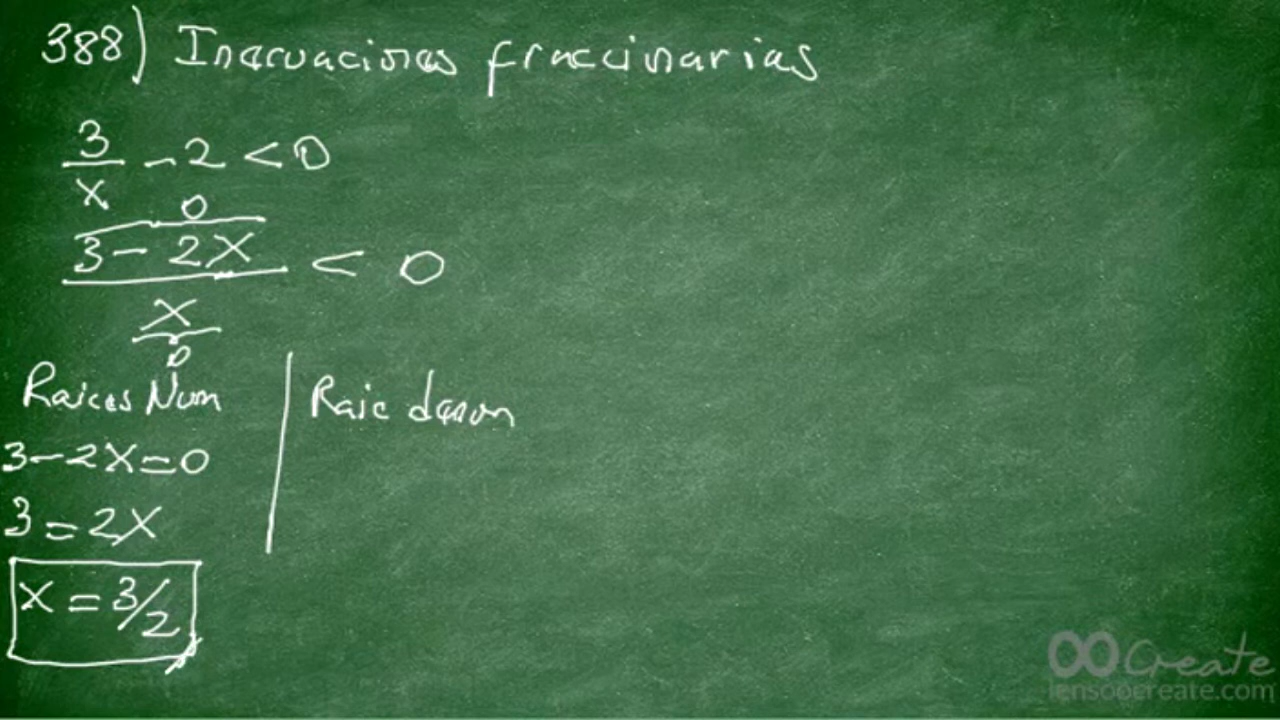 388) Inecuaciones fraccinarias
3/x - 2 < 0
0
3 - 2x / x < 0
0
Raices Num
3 - 2x = 0
3 = 2x
x = 3/2
Raic denom
∞ Create
lensoocreate.com